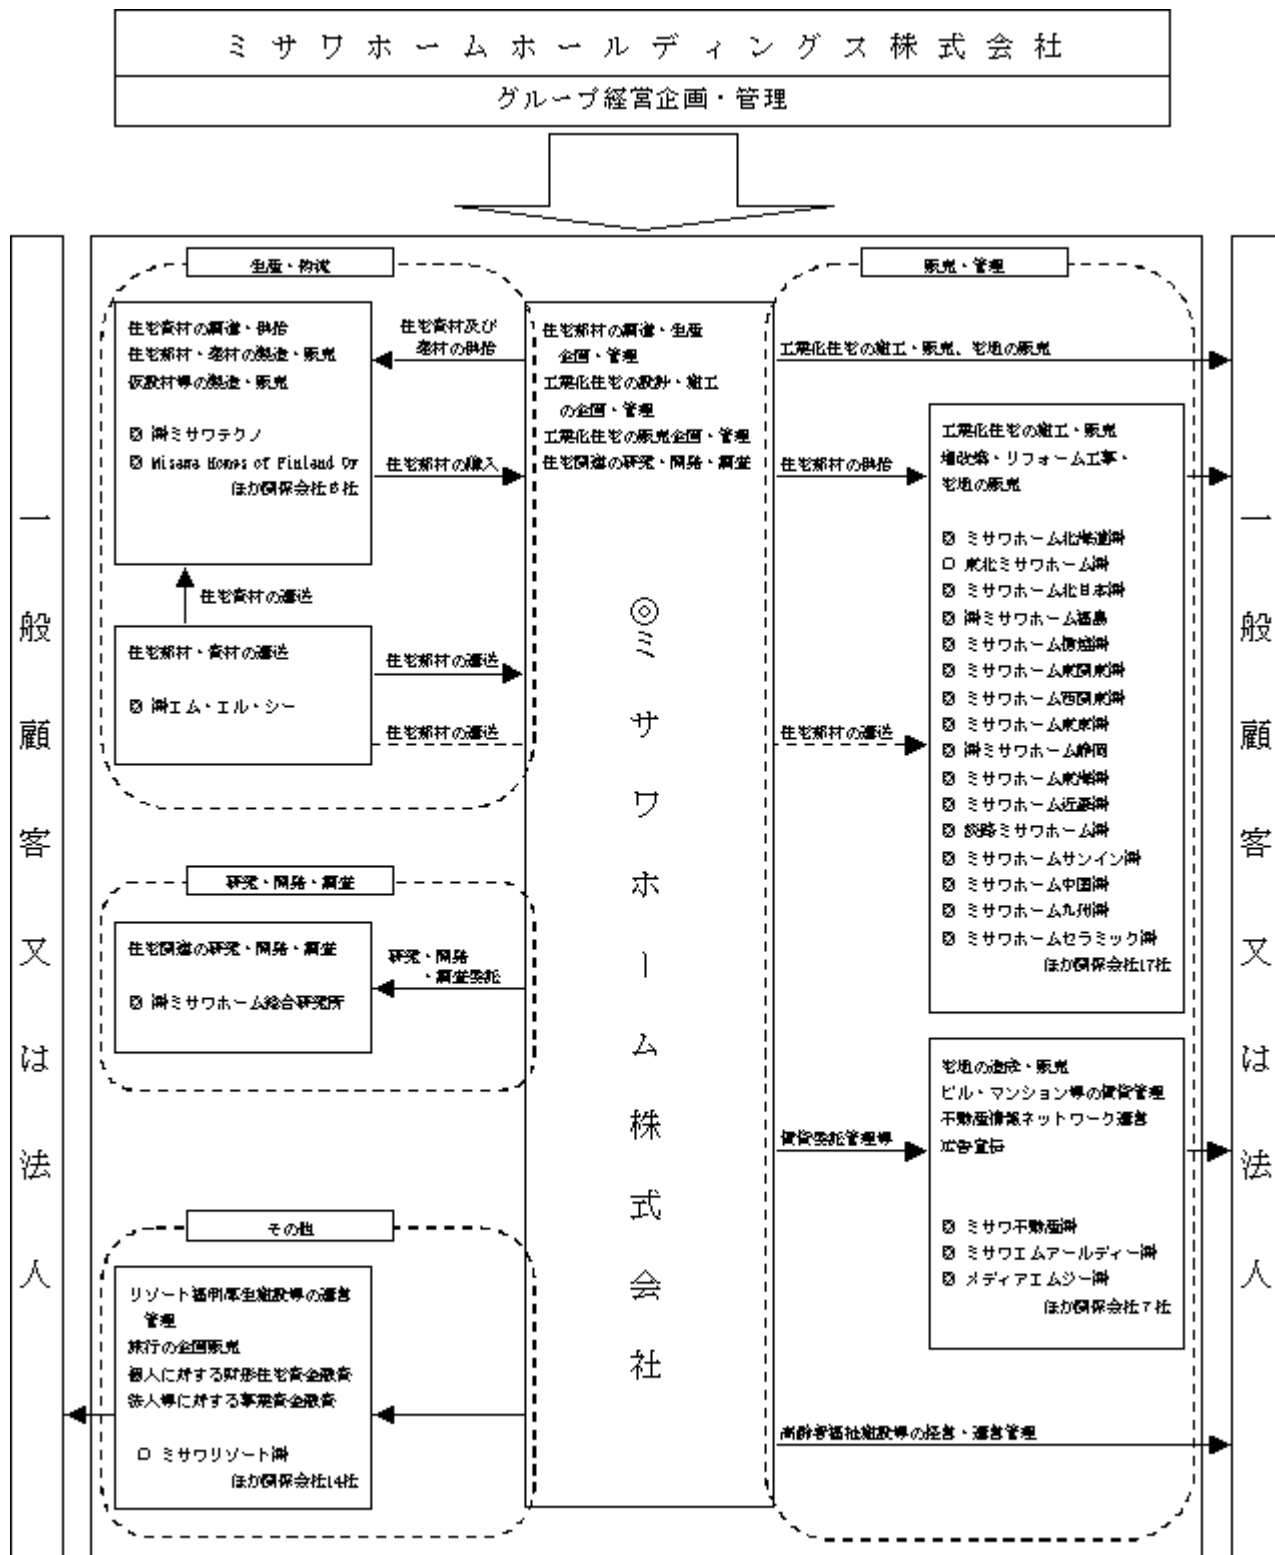 ミサワホームホールディングス株式会社
グループ経営企画・管理
一般顧客又は法人
生産・物流
住宅資材の調達・供給
住宅部材・建材の製造・販売
仮設材等の製造・販売
㈱ミサワテクノ
Misawa Homes of Finland Oy
ほか関係会社6社
住宅資材の運送
住宅部材・資材の運送
㈱エム・エル・シー
住宅資材及び
建材の供給
住宅部材の購入
住宅部材の運送
住宅部材の運送
研究・開発・調査
住宅関連の研究・開発・調査
㈱ミサワホーム総合研究所
研究・開発
・調査委託
その他
リゾート福利厚生施設等の運営
管理
旅行の企画販売
個人に対する財形住宅資金融資
法人等に対する事業資金融資
○ ミサワリゾート㈱
ほか関係会社14社
住宅部材の調達・生産
企画・管理
工業化住宅の設計・施工
の企画・管理
工業化住宅の販売企画・管理
住宅関連の研究・開発・調査
◎ミサワホーム株式会社
販売・管理
工業化住宅の施工・販売、宅地の販売
住宅部材の供給
住宅部材の運送
工業化住宅の施工・販売
増改築・リフォーム工事・
宅地の販売
ミサワホーム北海道㈱
○ 東北ミサワホーム㈱
ミサワホーム北日本㈱
㈱ミサワホーム福島
ミサワホーム信越㈱
ミサワホーム東関東㈱
ミサワホーム西関東㈱
ミサワホーム東京㈱
㈱ミサワホーム静岡
ミサワホーム東海㈱
ミサワホーム近畿㈱
淡路ミサワホーム㈱
ミサワホームサンイン㈱
ミサワホーム中国㈱
ミサワホーム九州㈱
ミサワホームセラミック㈱
ほか関係会社17社
賃貸委託管理等
宅地の造成・販売
ビル・マンション等の賃貸管理
不動産情報ネットワーク運営
広告宣伝
ミサワ不動産㈱
ミサワエムアールディー㈱
メディアエムジー㈱
ほか関係会社7社
高齢者福祉施設等の経営・運営管理
一般顧客又は法人